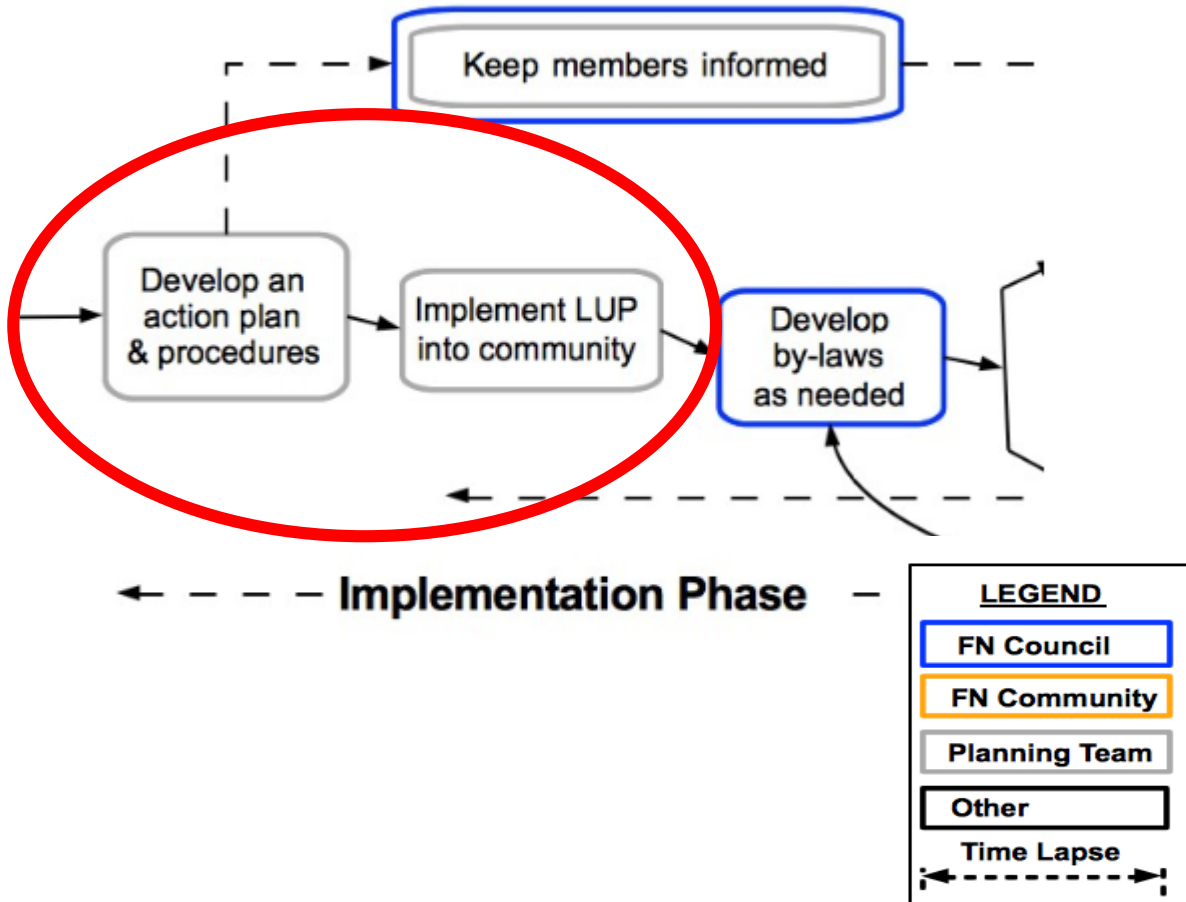 Keep members informed
Develop an
action plan
& procedures
Implement LUP
into community
Develop
by-laws
as needed
Implementation Phase
LEGEND
FN Council
FN Community
Planning Team
Other
Time Lapse